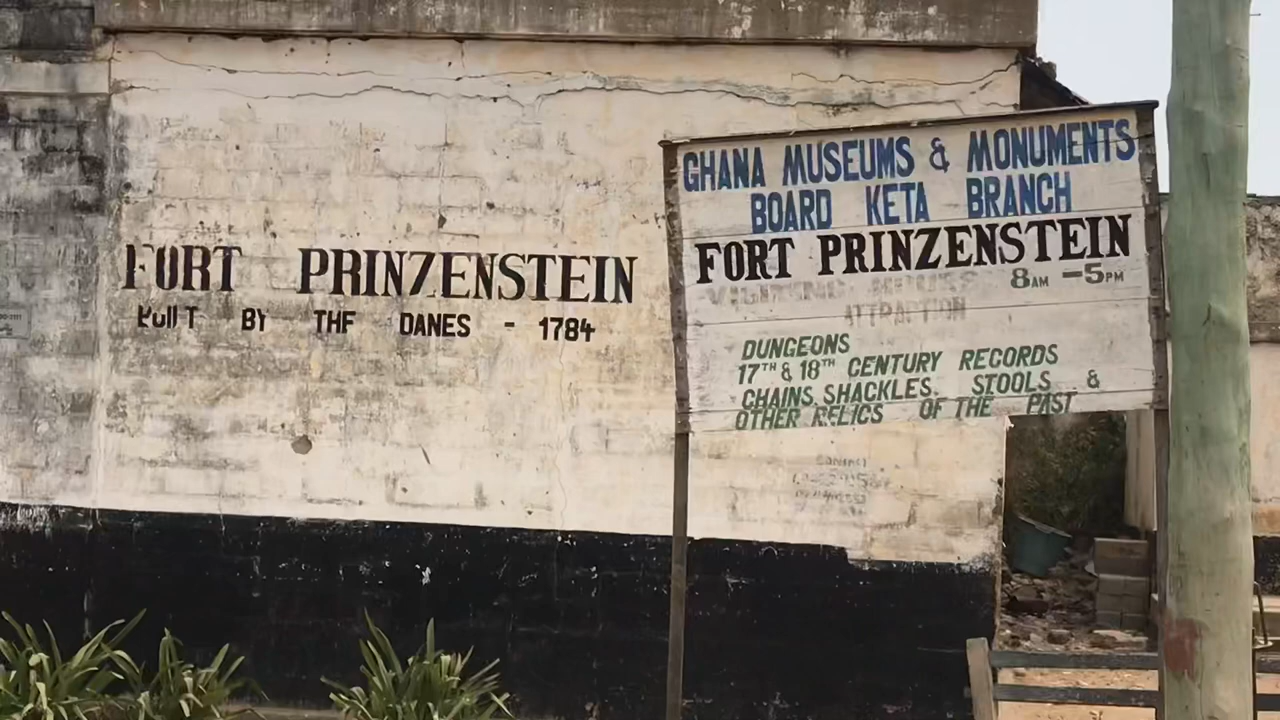 FORT PRINZENSTEIN
BuilT BY THE DANES - 1784
GHANA MUSEUMS & MONUMENTS
BOARD KETA BRANCH
FORT PRINZENSTEIN
8AM -5PM
ATTRACTION
DUNGEONS
17TH & 18TH CENTURY RECORDS
CHAINS, SHACKLES, STOOLS &
OTHER RELICS OF THE PAST